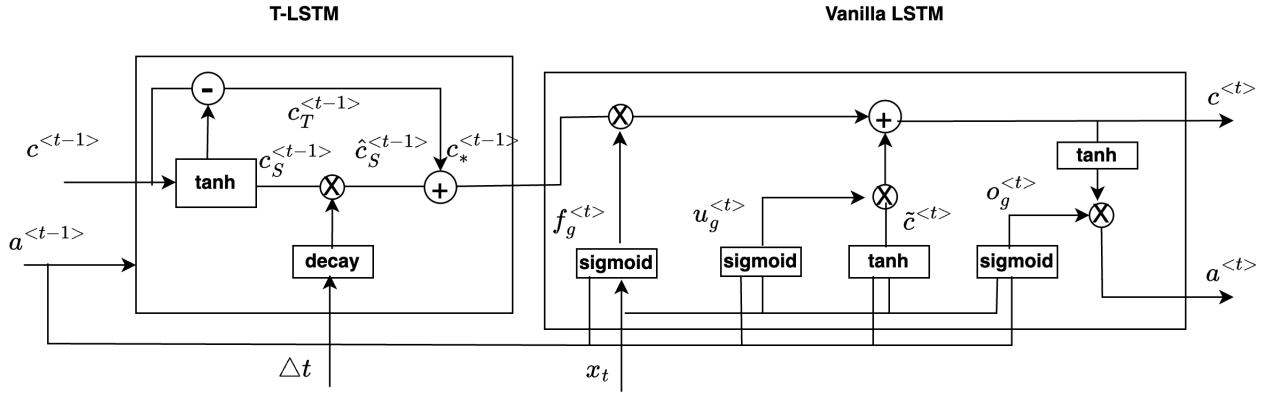 T-LSTM
Vanilla LSTM
c^{<t-1>}
a^{<t-1>}
-
tanh
c_T^{<t-1>}
c_S^{<t-1>}
ĉ_S^{<t-1>}
c_*^{<t-1>}
X
+
decay
△t
X
+
c^{<t>}
tanh
f_g^{<t>}
u_g^{<t>}
X
c̃^{<t>}
o_g^{<t>}
X
sigmoid
sigmoid
tanh
sigmoid
a^{<t>}
x_t